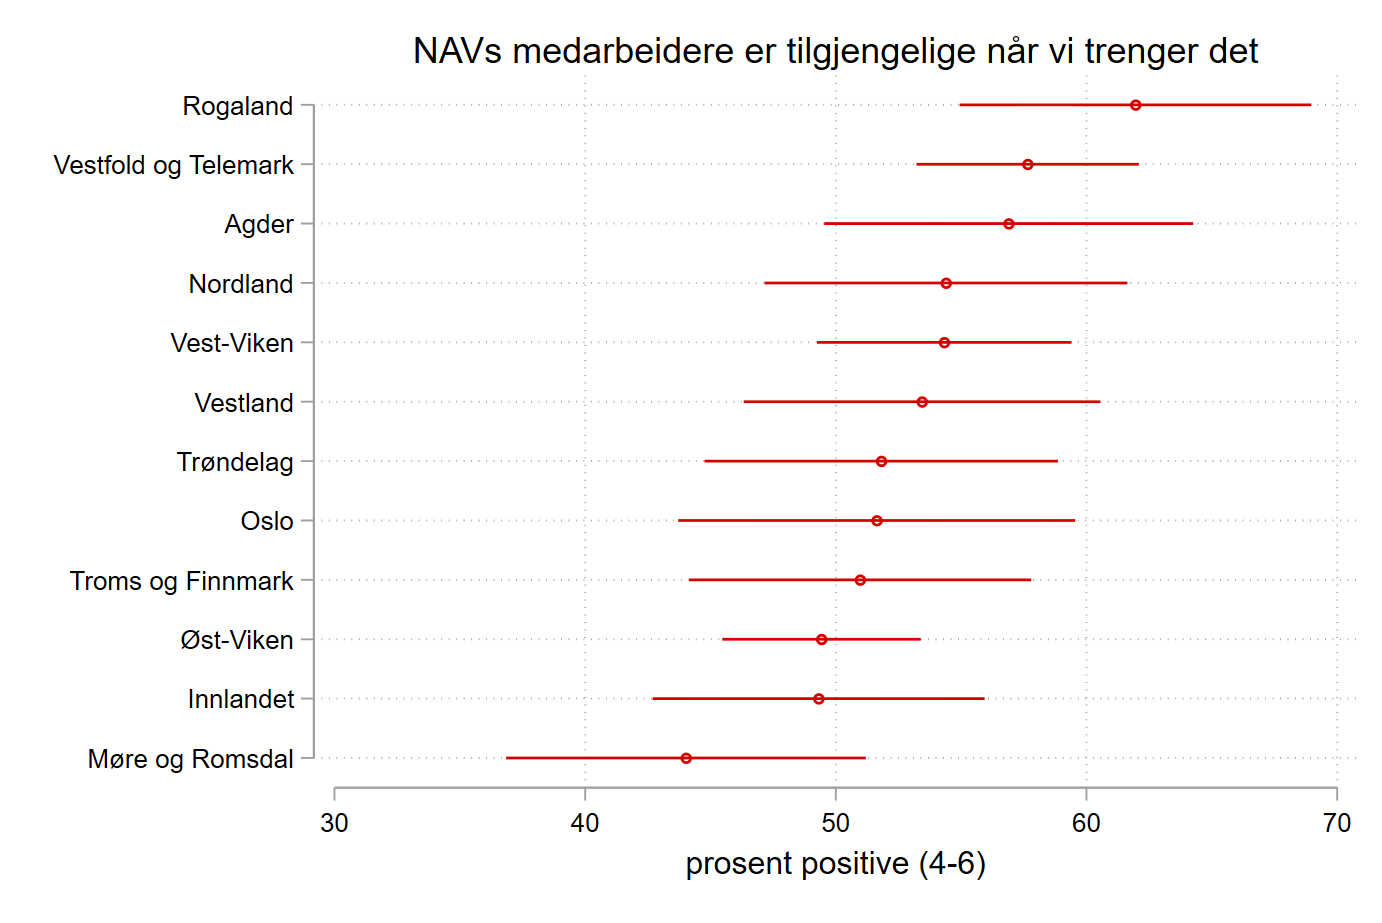 NAVs medarbeidere er tilgjengelige når vi trenger det
Rogaland
Vestfold og Telemark
Agder
Nordland
Vest-Viken
Vestland
Trøndelag
Oslo
Troms og Finnmark
Øst-Viken
Innlandet
Møre og Romsdal
30 40 50 60 70
prosent positive (4-6)